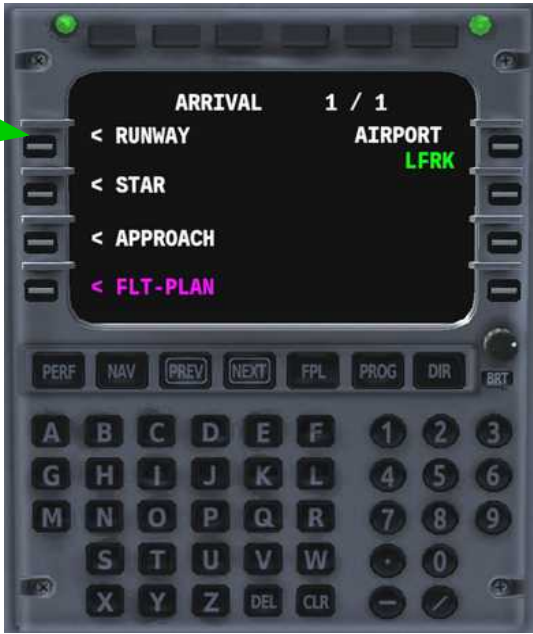 ARRIVAL 1 / 1
< RUNWAY AIRPORT
LFRK
< STAR
< APPROACH
< FLT-PLAN
PERF NAV PREV NEXT FPL PROG DIR
BRT
A B C D E F 1 2 3
G H I J K L 4 5 6
M N O P Q R 7 8 9
S T U V W . 0
X Y Z DEL CLR - /